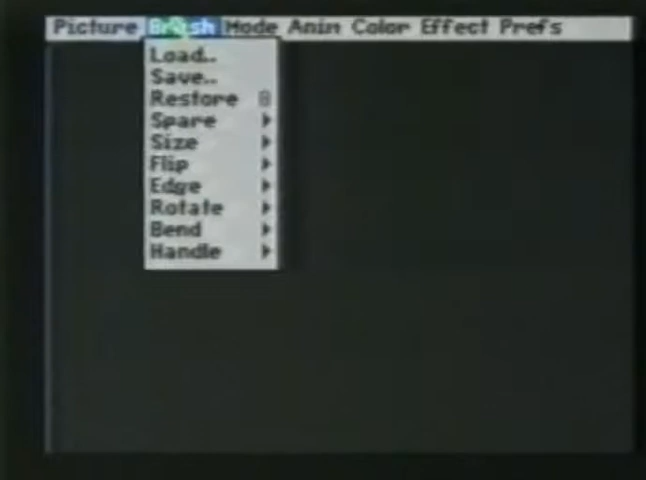 Picture Brush Mode Anim Color Effect Prefs
Load..
Save..
Restore B
Spare
Size
Flip
Edge
Rotate
Bend
Handle